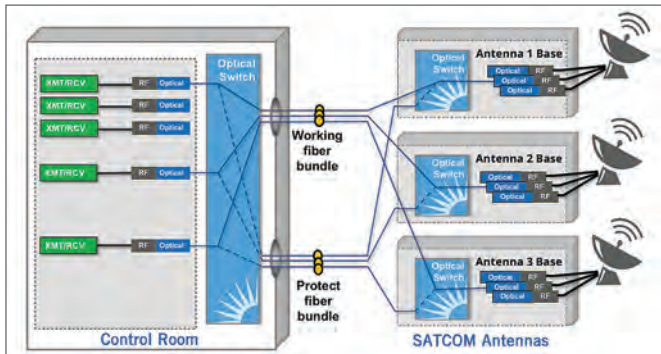 Optical
Switch
XMT/RCV
RF
Optical
XMT/RCV
RF
Optical
XMT/RCV
RF
Optical
XMT/RCV
RF
Optical
XMT/RCV
RF
Optical
Control Room
Working
fiber
bundle
Protect
fiber
bundle
Antenna 1 Base
Optical
Switch
Optical
RF
Optical
RF
Optical
RF
Antenna 2 Base
Optical
Switch
Optical
RF
Optical
RF
Optical
RF
Antenna 3 Base
Optical
Switch
Optical
RF
Optical
RF
Optical
RF
SATCOM Antennas